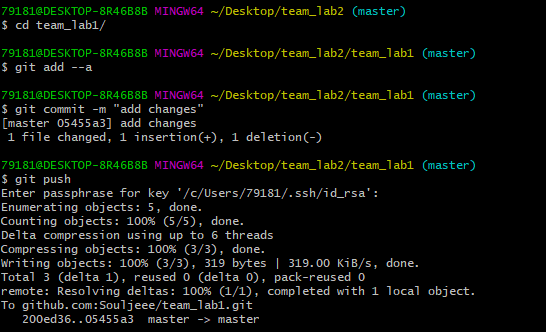 79181@DESKTOP-8R46B8B MINGW64 ~/Desktop/team_lab2 (master)
$ cd team_lab1/
79181@DESKTOP-8R46B8B MINGW64 ~/Desktop/team_lab2/team_lab1 (master)
$ git add --a
79181@DESKTOP-8R46B8B MINGW64 ~/Desktop/team_lab2/team_lab1 (master)
$ git commit -m "add changes"
[master 05455a3] add changes
 1 file changed, 1 insertion(+), 1 deletion(-)
79181@DESKTOP-8R46B8B MINGW64 ~/Desktop/team_lab2/team_lab1 (master)
$ git push
Enter passphrase for key '/c/Users/79181/.ssh/id_rsa':
Enumerating objects: 5, done.
Counting objects: 100% (5/5), done.
Delta compression using up to 6 threads
Compressing objects: 100% (3/3), done.
Writing objects: 100% (3/3), 319 bytes | 319.00 KiB/s, done.
Total 3 (delta 1), reused 0 (delta 0), pack-reused 0
remote: Resolving deltas: 100% (1/1), completed with 1 local object.
To github.com:Souljeee/team_lab1.git
   200ed36..05455a3  master -> master